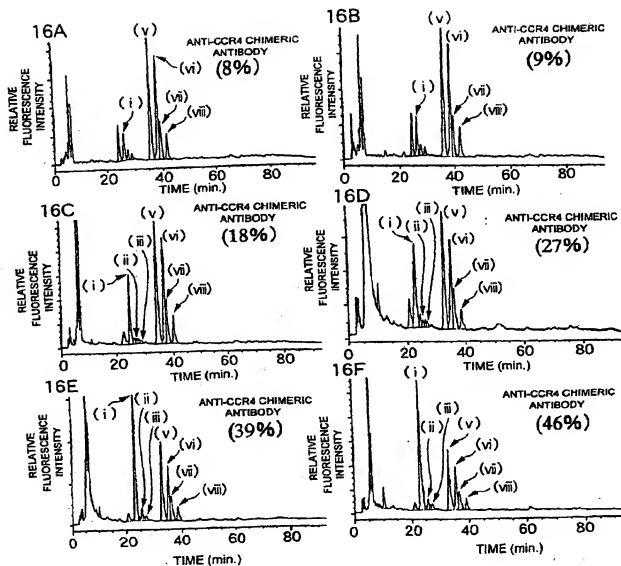 16A
(v)
ANTI-CCR4 CHIMERIC
ANTIBODY
(8%)
(vi)
(i)
(vii)
(viii)
RELATIVE
FLUORESCENCE
INTENSITY
0 20 40 60 80
TIME (min.)
16B
(v)
(vi)
ANTI-CCR4 CHIMERIC
ANTIBODY
(9%)
(i)
(vii)
(viii)
RELATIVE
FLUORESCENCE
INTENSITY
0 20 40 60 80
TIME (min.)
16C
(v)
ANTI-CCR4 CHIMERIC
ANTIBODY
(18%)
(iii)
(vi)
(ii)
(i)
(vii)
(viii)
RELATIVE
FLUORESCENCE
INTENSITY
0 20 40 60 80
TIME (min.)
16D
(iii)
(v)
ANTI-CCR4 CHIMERIC
ANTIBODY
(27%)
(i)
(ii)
(vi)
(vii)
(viii)
RELATIVE
FLUORESCENCE
INTENSITY
0 20 40 60 80
TIME (min.)
16E
(i)
(ii)
(iii)
(v)
ANTI-CCR4 CHIMERIC
ANTIBODY
(39%)
(vi)
(vii)
(viii)
RELATIVE
FLUORESCENCE
INTENSITY
0 20 40 60 80
TIME (min.)
16F
(i)
ANTI-CCR4 CHIMERIC
ANTIBODY
(46%)
(iii)
(ii)
(v)
(vi)
(vii)
(viii)
RELATIVE
FLUORESCENCE
INTENSITY
0 20 40 60 80
TIME (min.)